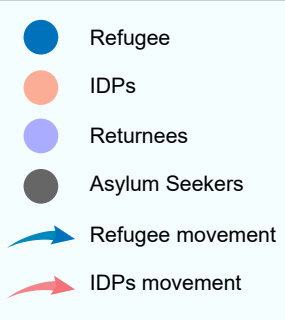 Refugee
IDPs
Returnees
Asylum Seekers
Refugee movement
IDPs movement